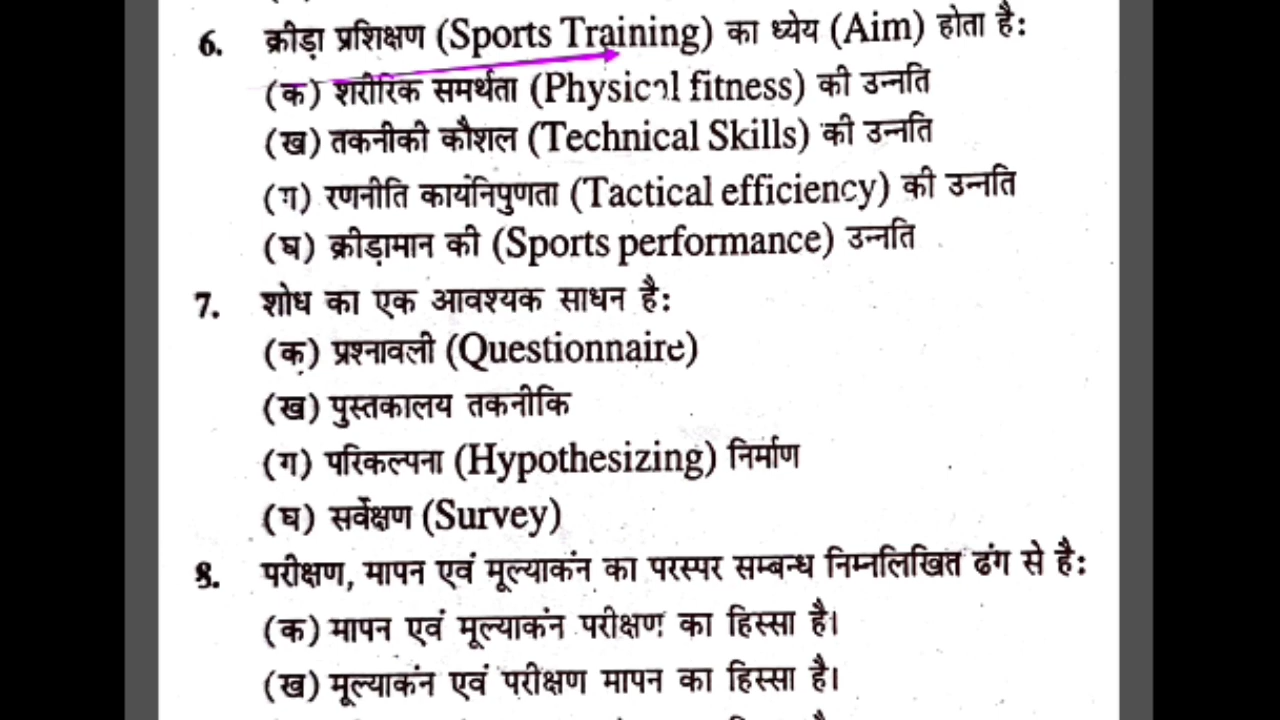 6. क्रीड़ा प्रशिक्षण (Sports Training) का ध्येय (Aim) होता है:
(क) शरीरिक समर्थता (Physical fitness) की उन्नति
(ख) तकनीकी कौशल (Technical Skills) की उन्नति
(ग) रणनीति कार्यनिपुणता (Tactical efficiency) की उन्नति
(घ) क्रीड़ामान की (Sports performance) उन्नति
7. शोध का एक आवश्यक साधन है:
(क) प्रश्नावली (Questionnaire)
(ख) पुस्तकालय तकनीकि
(ग) परिकल्पना (Hypothesizing) निर्माण
(घ) सर्वेक्षण (Survey)
8. परीक्षण, मापन एवं मूल्याकंन का परस्पर सम्बन्ध निम्नलिखित ढंग से है:
(क) मापन एवं मूल्याकंन परीक्षण का हिस्सा है।
(ख) मूल्याकंन एवं परीक्षण मापन का हिस्सा है।